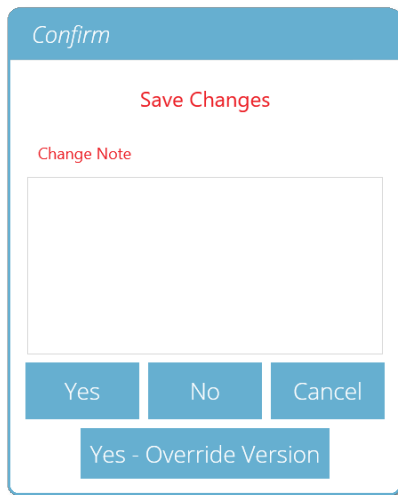 Confirm
Save Changes
Change Note
Yes No Cancel
Yes - Override Version